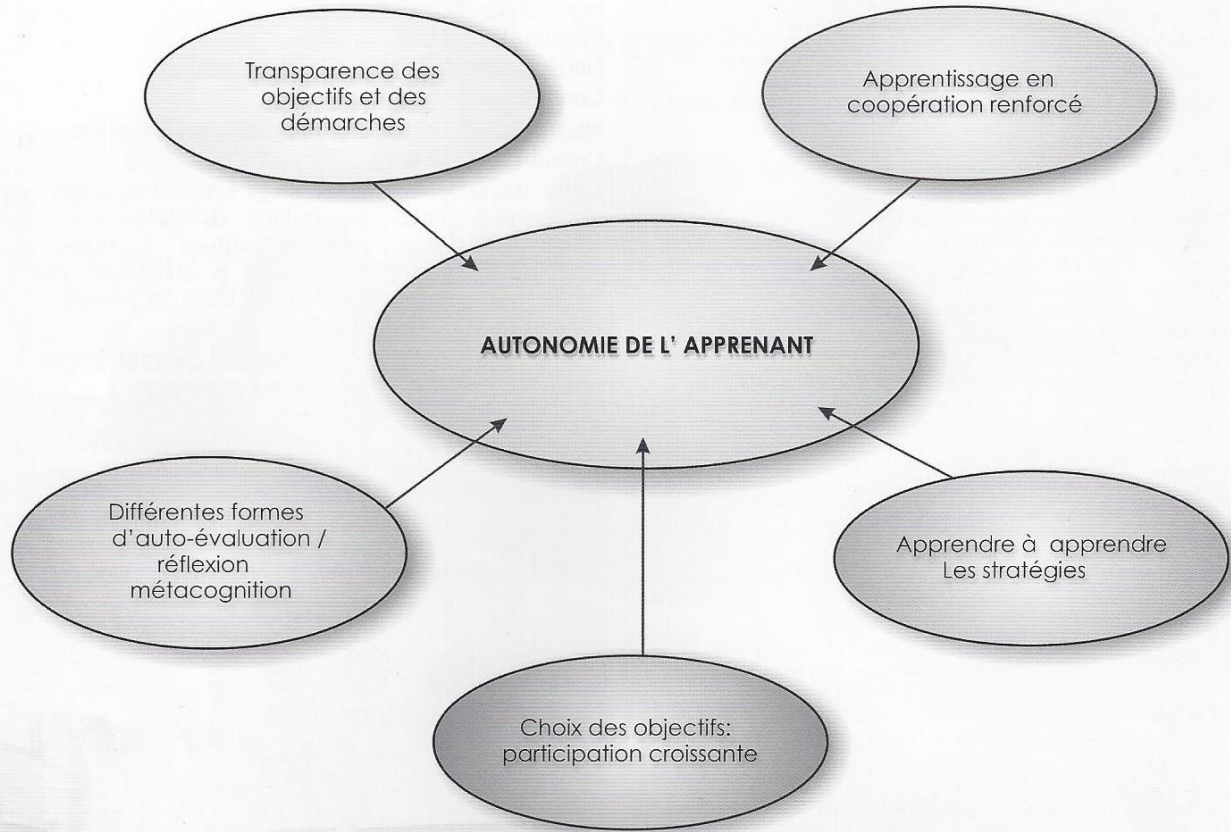 Transparence des
objectifs et des
démarches
Apprentissage en
coopération renforcé
AUTONOMIE DE L' APPRENANT
Différentes formes
d'auto-évaluation /
réflexion
métacognition
Apprendre à apprendre
Les stratégies
Choix des objectifs:
participation croissante